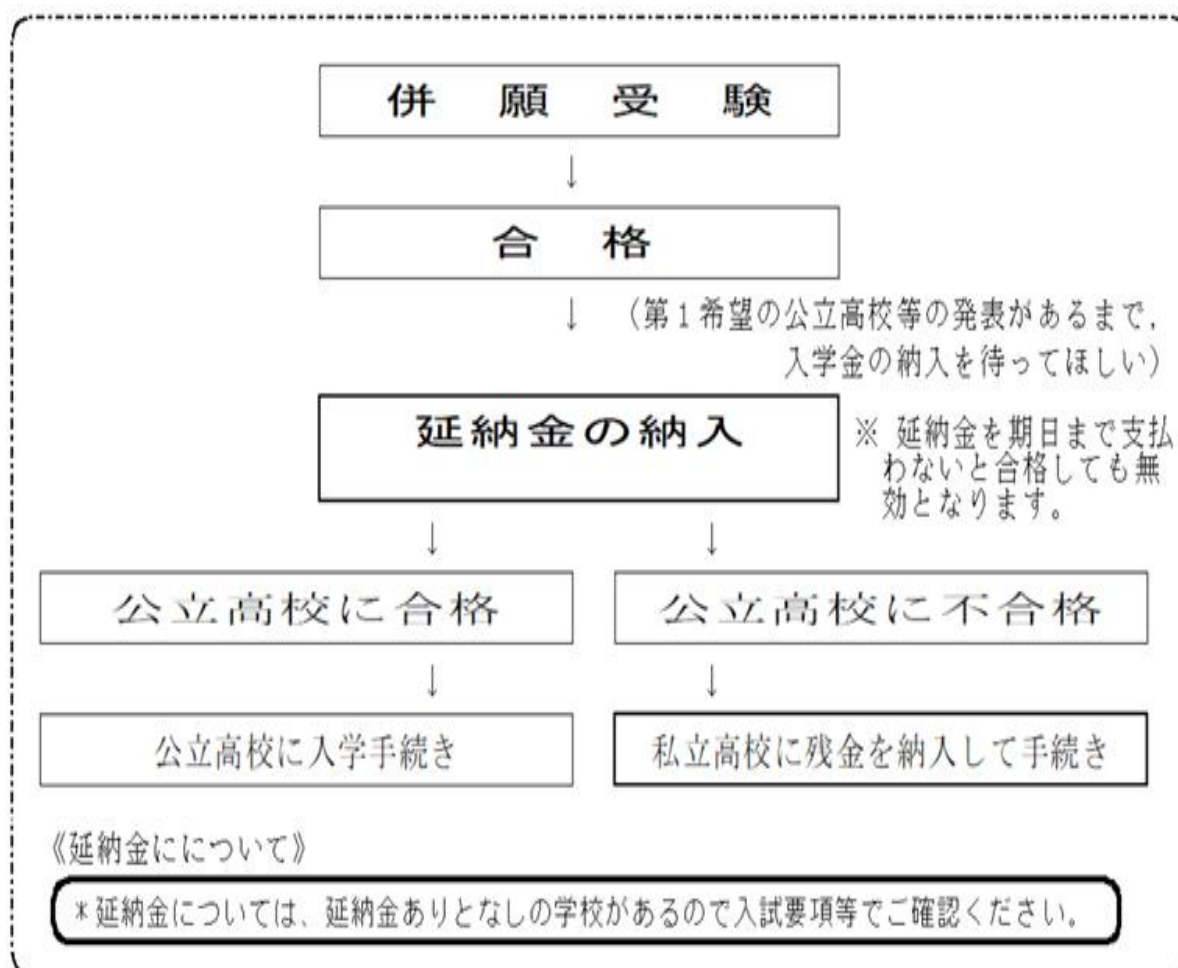 併願受験
↓
合格
↓ （第１希望の公立高校等の発表があるまで，
入学金の納入を待ってほしい）
延納金の納入
※ 延納金を期日まで支払
わないと合格しても無
効となります。
↓ ↓
公立高校に合格 公立高校に不合格
↓ ↓
公立高校に入学手続き 私立高校に残金を納入して手続き
《延納金にについて》
＊延納金については、延納金ありとなしの学校があるので入試要項等でご確認ください。